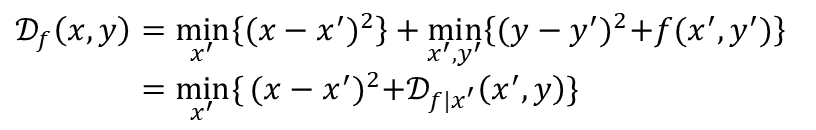 𝒟_f(x, y) = min_{x′}{(x − x′)²} + min_{x′,y′}{(y − y′)²+f(x′, y′)}
= min_{x′}{ (x − x′)²+𝒟_{f|x′}(x′, y)}